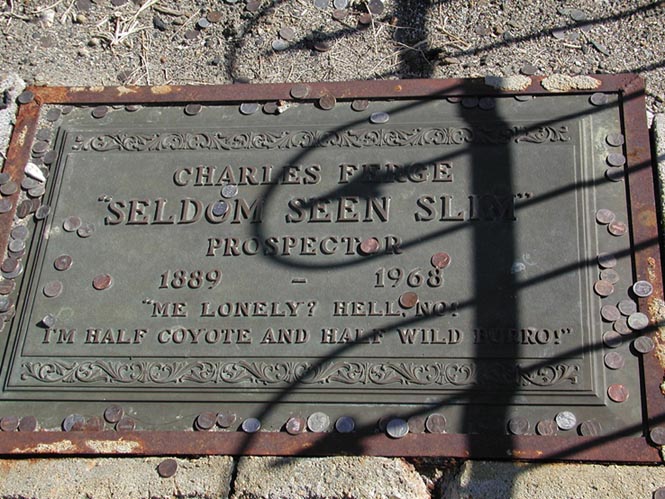 CHARLES FERGE
"SELDOM SEEN SLIM"
PROSPECTOR
1889 – 1968
"ME LONELY? HELL, NO!
I'M HALF COYOTE AND HALF WILD BURRO!"